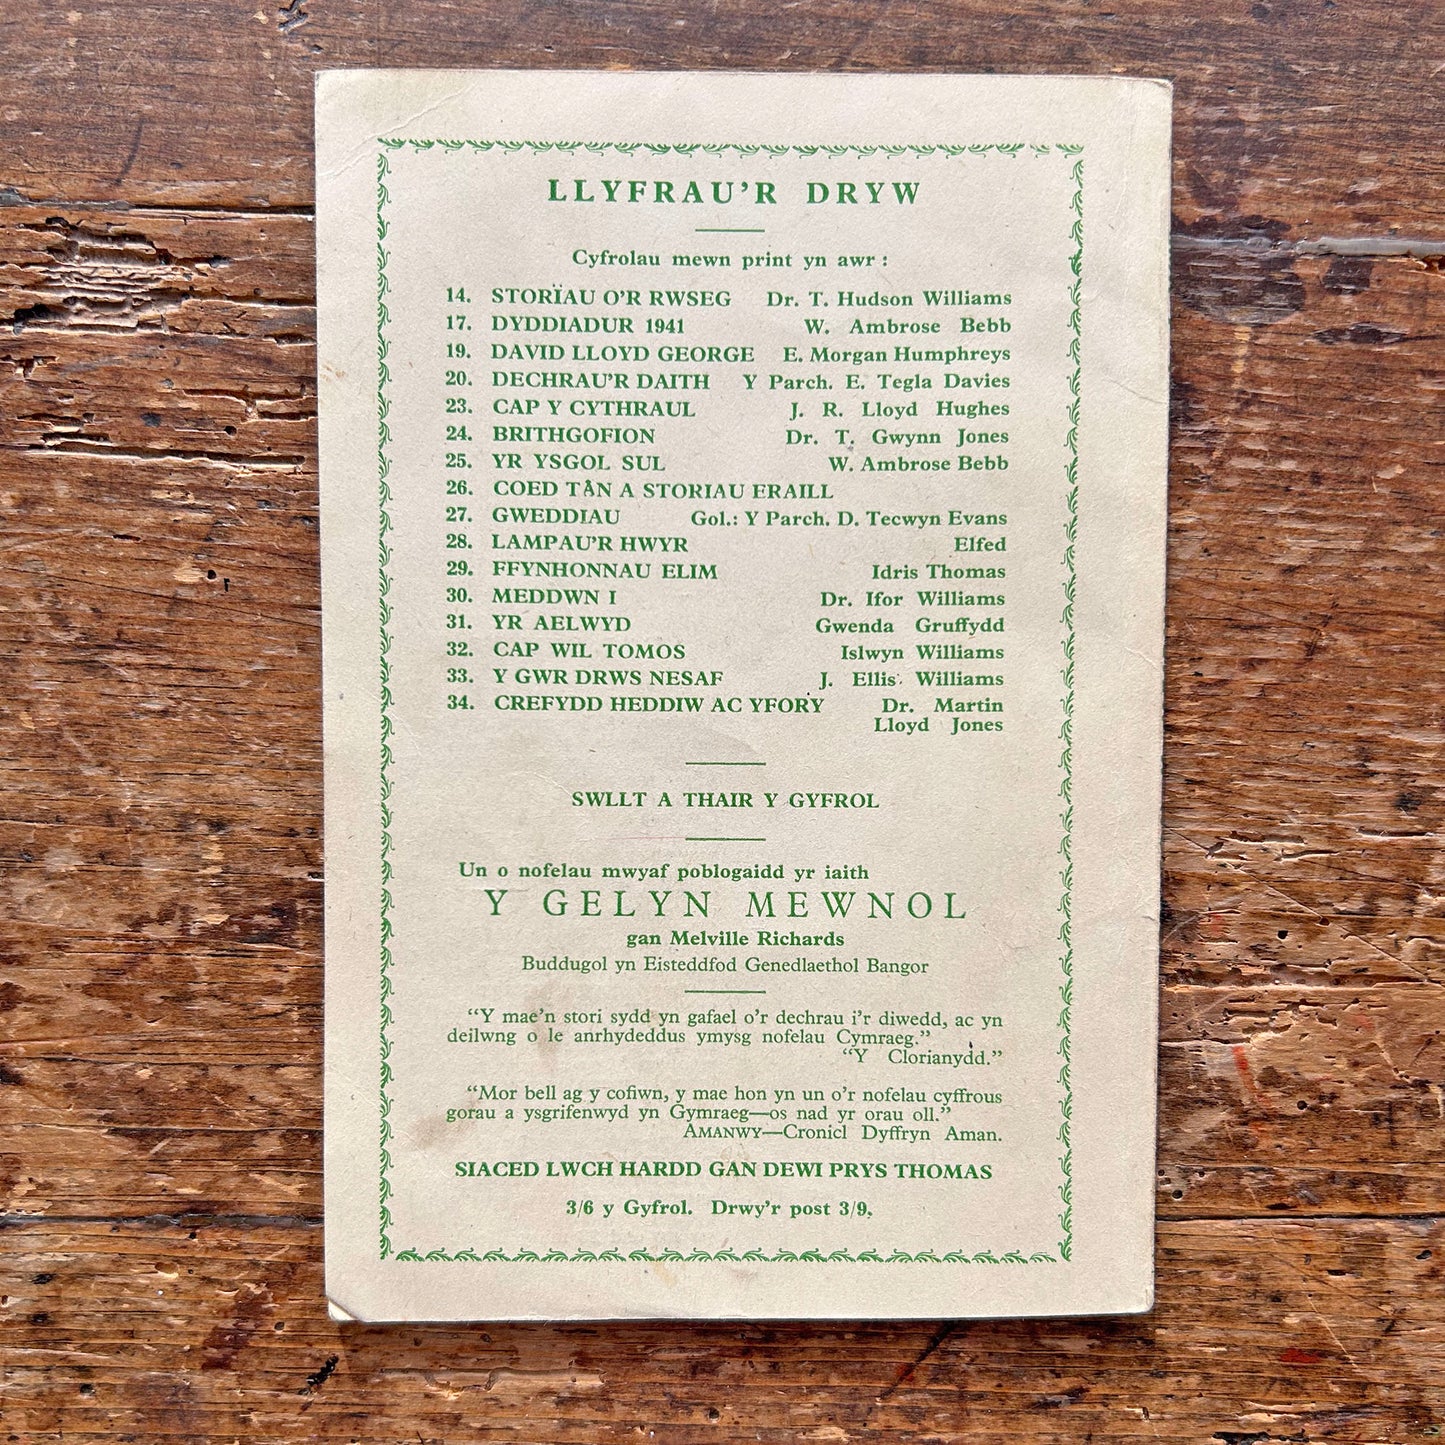 LLYFRAU'R DRYW
Cyfrolau mewn print yn awr :
14. STORÏAU O'R RWSEG Dr. T. Hudson Williams
17. DYDDIADUR 1941 W. Ambrose Bebb
19. DAVID LLOYD GEORGE E. Morgan Humphreys
20. DECHRAU'R DAITH Y Parch. E. Tegla Davies
23. CAP Y CYTHRAUL J. R. Lloyd Hughes
24. BRITHGOFION Dr. T. Gwynn Jones
25. YR YSGOL SUL W. Ambrose Bebb
26. COED TÂN A STORIAU ERAILL
27. GWEDDIAU Gol.: Y Parch. D. Tecwyn Evans
28. LAMPAU'R HWYR Elfed
29. FFYNHONNAU ELIM Idris Thomas
30. MEDDWN I Dr. Ifor Williams
31. YR AELWYD Gwenda Gruffydd
32. CAP WIL TOMOS Islwyn Williams
33. Y GWR DRWS NESAF J. Ellis Williams
34. CREFYDD HEDDIW AC YFORY Dr. Martin
Lloyd Jones
SWLLT A THAIR Y GYFROL
Un o nofelau mwyaf poblogaidd yr iaith
Y GELYN MEWNOL
gan Melville Richards
Buddugol yn Eisteddfod Genedlaethol Bangor
"Y mae'n stori sydd yn gafael o'r dechrau i'r diwedd, ac yn
deilwng o le anrhydeddus ymysg nofelau Cymraeg."
"Y Clorianydd."
"Mor bell ag y cofiwn, y mae hon yn un o'r nofelau cyffrous
gorau a ysgrifenwyd yn Gymraeg—os nad yr orau oll."
AMANWY—Cronicl Dyffryn Aman.
SIACED LWCH HARDD GAN DEWI PRYS THOMAS
3/6 y Gyfrol. Drwy'r post 3/9.